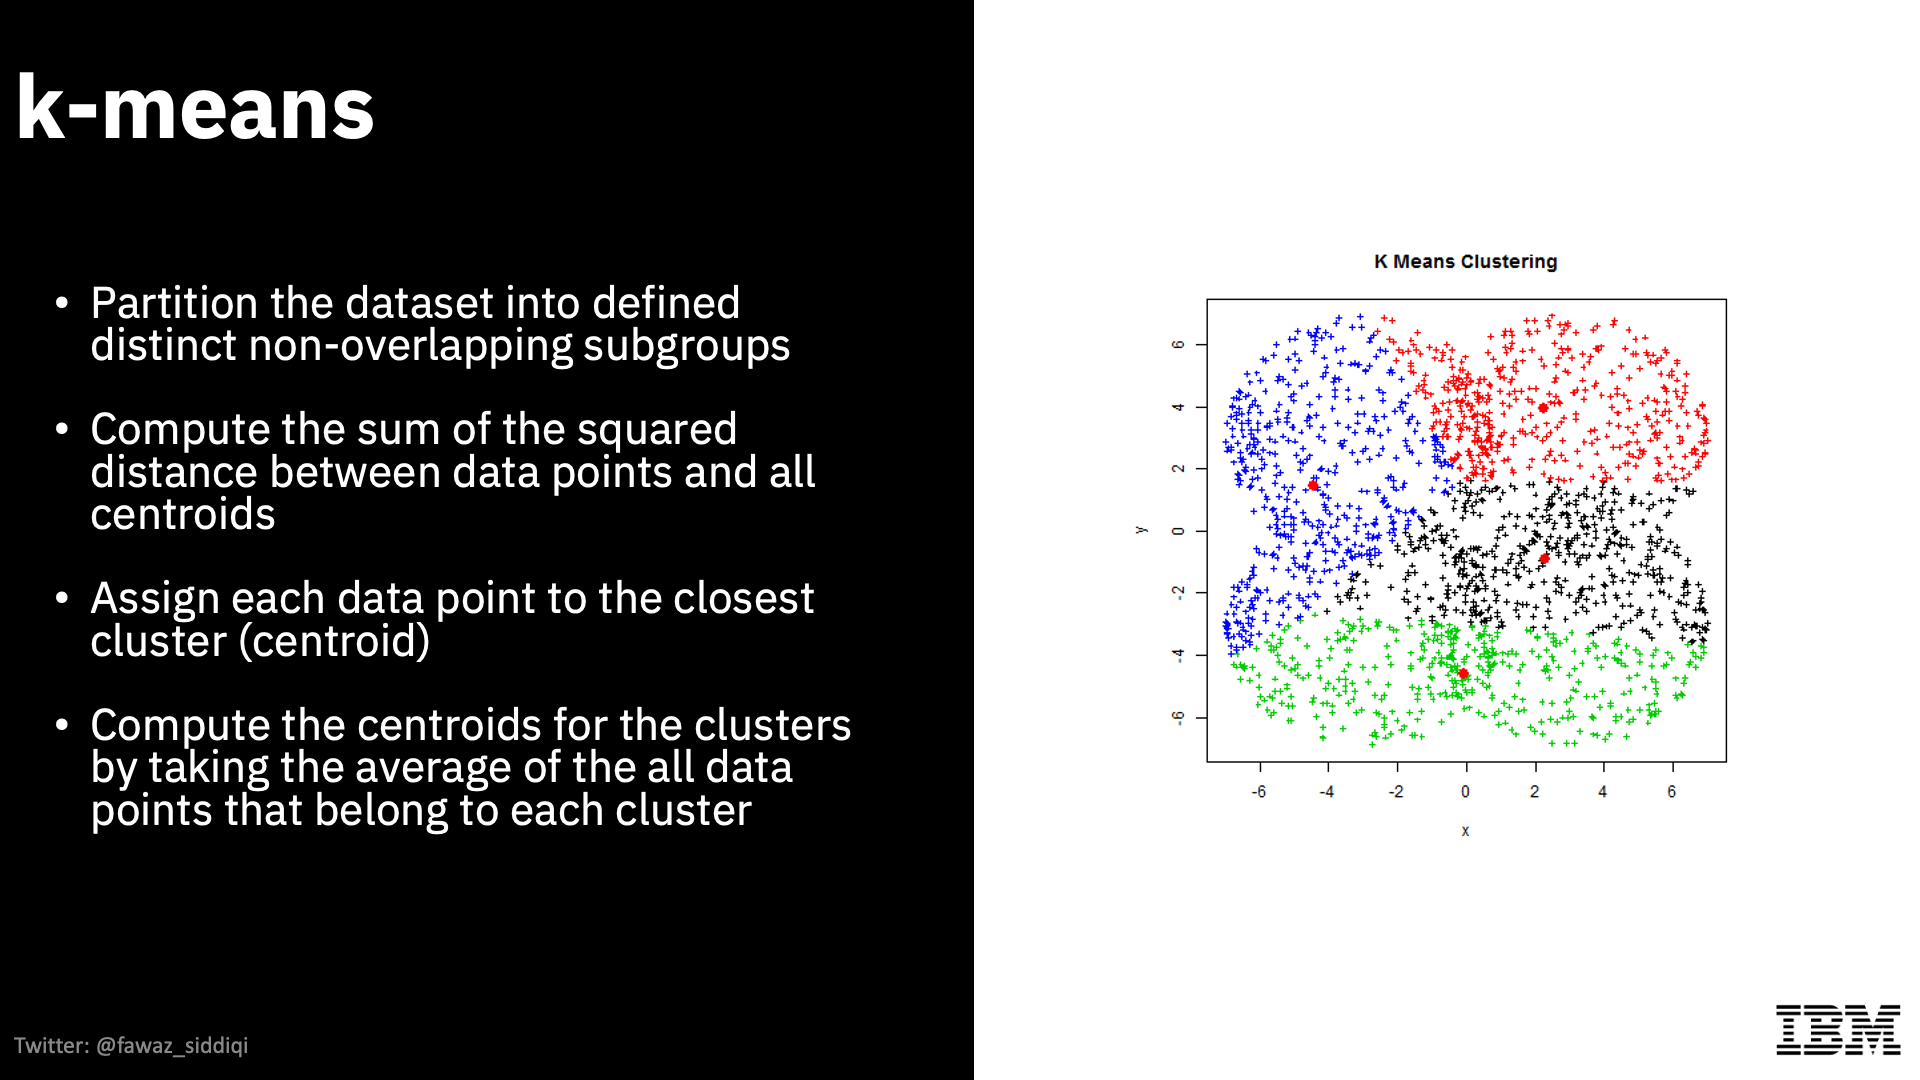 k-means
• Partition the dataset into defined
distinct non-overlapping subgroups
• Compute the sum of the squared
distance between data points and all
centroids
• Assign each data point to the closest
cluster (centroid)
• Compute the centroids for the clusters
by taking the average of the all data
points that belong to each cluster
Twitter: @fawaz_siddiqi
K Means Clustering
y
6
4
2
0
-2
-4
-6
-6 -4 -2 0 2 4 6
x
IBM